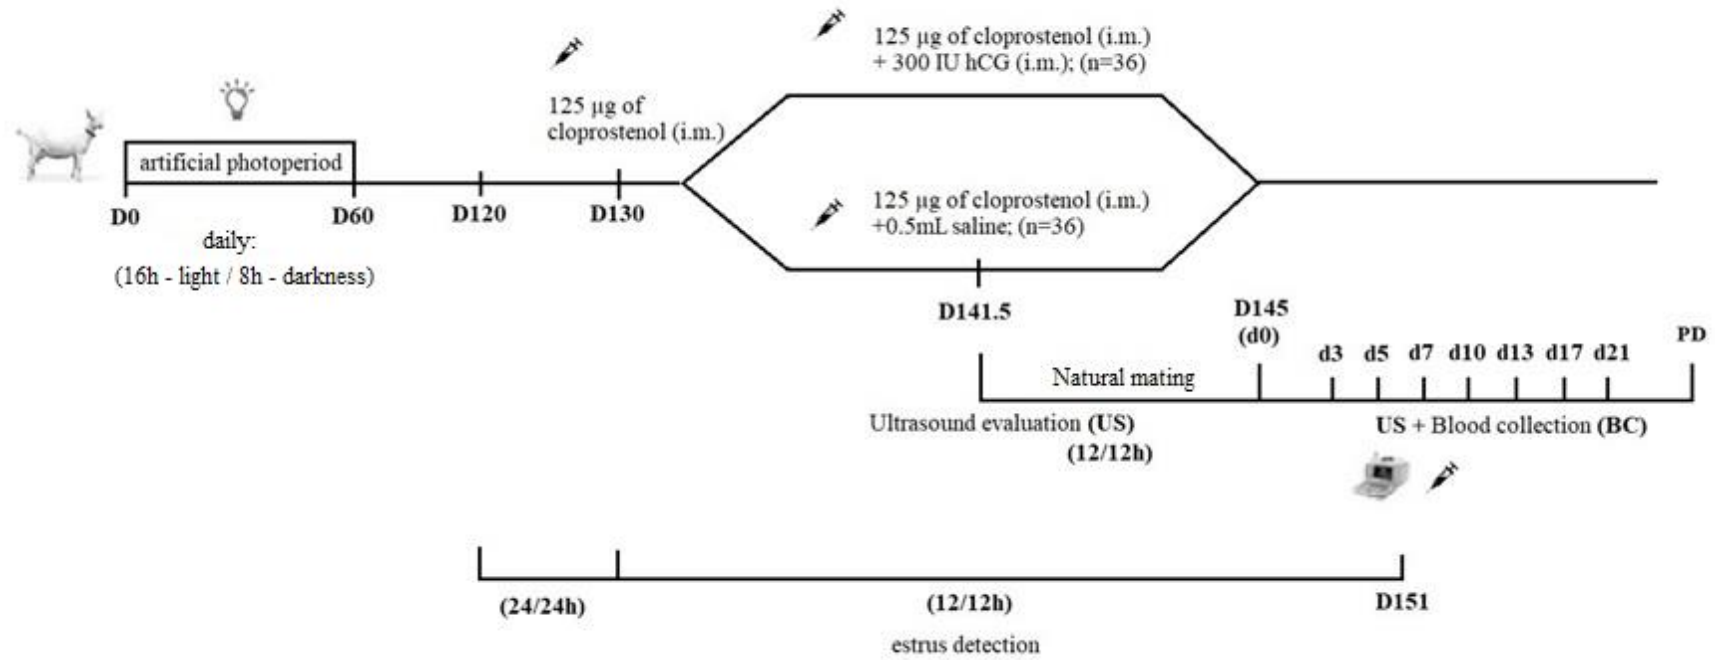 125 µg of cloprostenol (i.m.)
+ 300 IU hCG (i.m.); (n=36)
125 µg of
cloprostenol (i.m.)
artificial photoperiod
D0
D60
D120
D130
daily:
(16h - light / 8h - darkness)
125 µg of cloprostenol (i.m.)
+0.5mL saline; (n=36)
D141.5
D145
(d0)
d3 d5 d7 d10 d13 d17 d21
PD
Natural mating
Ultrasound evaluation (US)
(12/12h)
US + Blood collection (BC)
(24/24h)
(12/12h)
D151
estrus detection